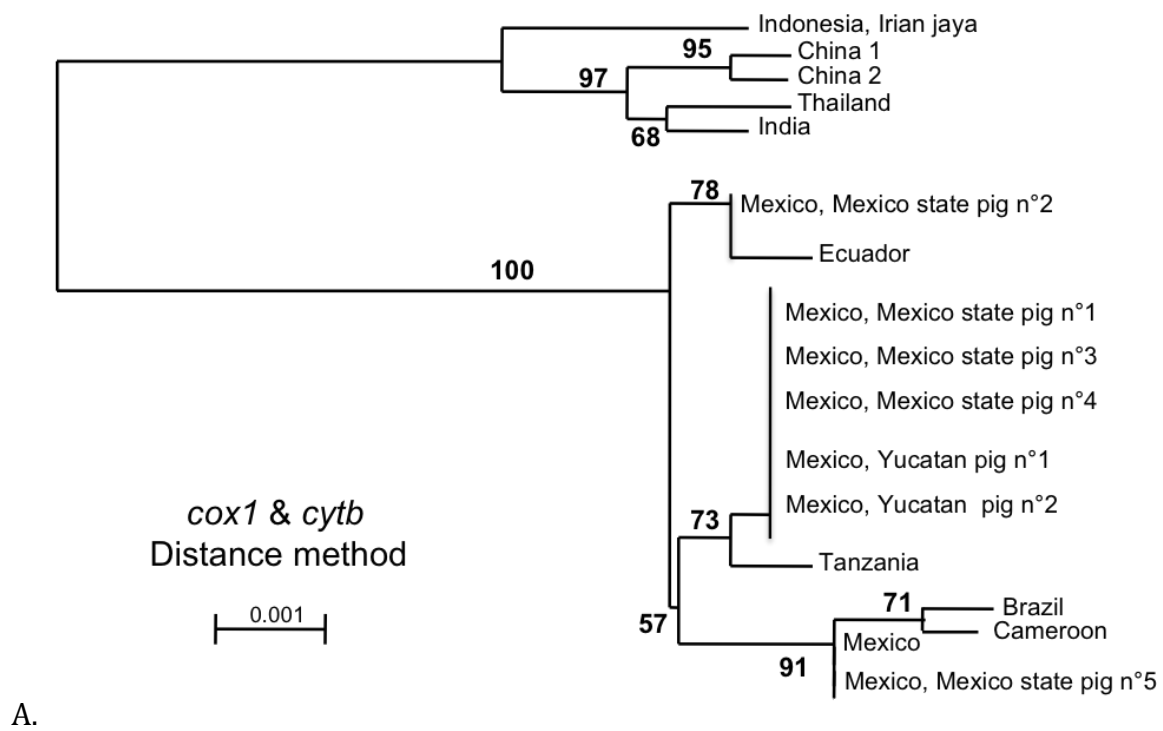 Indonesia, Irian jaya
95
China 1
97
China 2
Thailand
68
India
78
Mexico, Mexico state pig n°2
Ecuador
100
Mexico, Mexico state pig n°1
Mexico, Mexico state pig n°3
Mexico, Mexico state pig n°4
Mexico, Yucatan pig n°1
Mexico, Yucatan pig n°2
cox1 & cytb
Distance method
0.001
73
Tanzania
71
Brazil
57
Cameroon
Mexico
91
Mexico, Mexico state pig n°5
A.